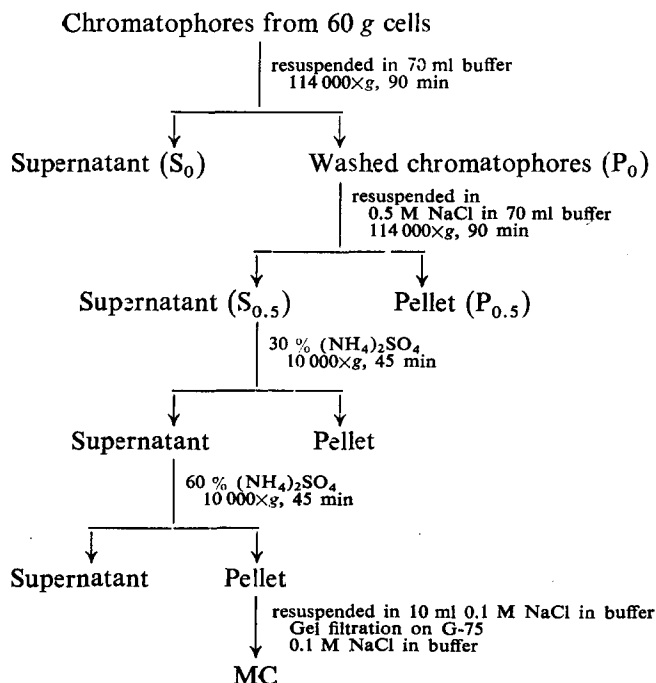 Chromatophores from 60 g cells
resuspended in 70 ml buffer
114 000×g, 90 min
Supernatant (S₀)
Washed chromatophores (P₀)
resuspended in
0.5 M NaCl in 70 ml buffer
114 000×g, 90 min
Supernatant (S₀.₅)
Pellet (P₀.₅)
30 % (NH₄)₂SO₄
10 000×g, 45 min
Supernatant
Pellet
60 % (NH₄)₂SO₄
10 000×g, 45 min
Supernatant
Pellet
resuspended in 10 ml 0.1 M NaCl in buffer
Gel filtration on G-75
0.1 M NaCl in buffer
MC